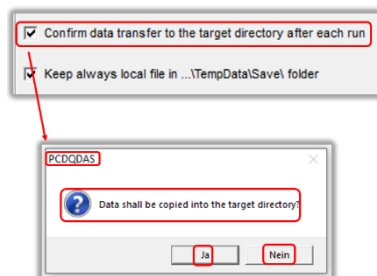 Confirm data transfer to the target directory after each run
Keep always local file in ...\TempData\Save\ folder
PCDQDAS
Data shall be copied into the target directory?
Ja
Nein